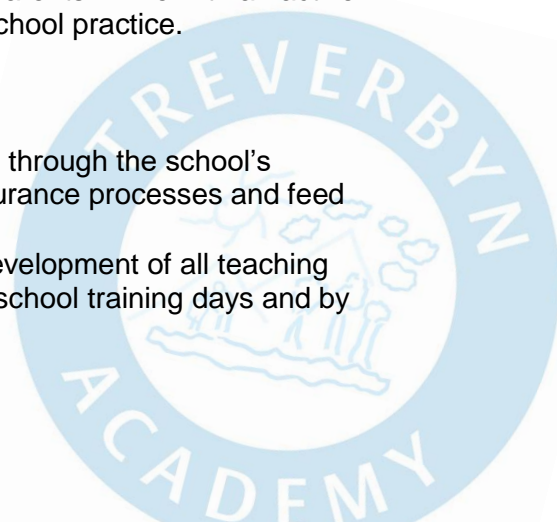 chool practice.
through the school's
urance processes and feed
evelopment of all teaching
school training days and by
TREVERBYN
ACADEMY